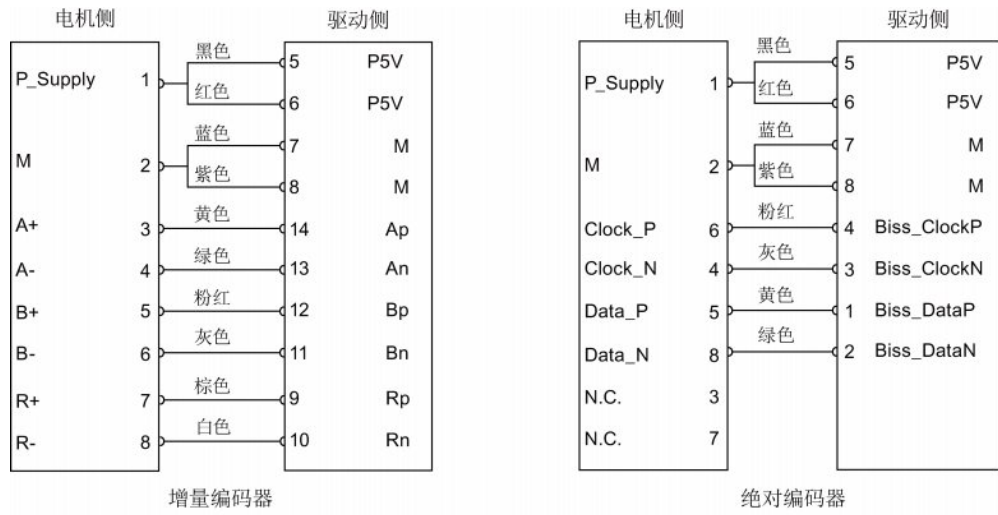 电机侧 驱动侧
黑色
P_Supply 1 5 P5V
红色
6 P5V
蓝色
7 M
M 2
紫色
8 M
黄色
A+ 3 14 Ap
绿色
A- 4 13 An
粉红
B+ 5 12 Bp
灰色
B- 6 11 Bn
棕色
R+ 7 9 Rp
白色
R- 8 10 Rn
增量编码器
电机侧 驱动侧
黑色
5 P5V
P_Supply 1
红色
6 P5V
蓝色
7 M
M 2
紫色
8 M
粉红
Clock_P 6 4 Biss_ClockP
灰色
Clock_N 4 3 Biss_ClockN
黄色
Data_P 5 1 Biss_DataP
绿色
Data_N 8 2 Biss_DataN
N.C. 3
N.C. 7
绝对编码器